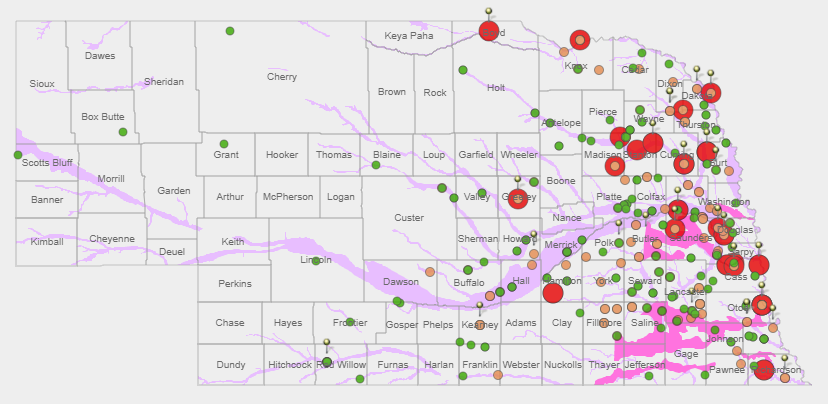 Keya Paha
Boyd
Dawes
Sioux
Sheridan
Cherry
Brown
Rock
Holt
Knox
Cedar
Dixon
Dakota
Box Butte
Antelope
Pierce
Wayne
Thurston
Scotts Bluff
Morrill
Grant
Hooker
Thomas
Blaine
Loup
Garfield
Wheeler
Madison
Stanton
Cuming
Burt
Banner
Garden
Arthur
McPherson
Logan
Custer
Valley
Greeley
Boone
Platte
Colfax
Washington
Nance
Kimball
Cheyenne
Deuel
Keith
Lincoln
Sherman
Howard
Merrick
Polk
Butler
Saunders
Douglas
Sarpy
Perkins
Dawson
Buffalo
Hall
Hamilton
York
Seward
Lancaster
Cass
Chase
Hayes
Frontier
Gosper
Phelps
Kearney
Adams
Clay
Fillmore
Saline
Otoe
Dundy
Hitchcock
Red Willow
Furnas
Harlan
Franklin
Webster
Nuckolls
Thayer
Jefferson
Gage
Johnson
Pawnee
Richardson